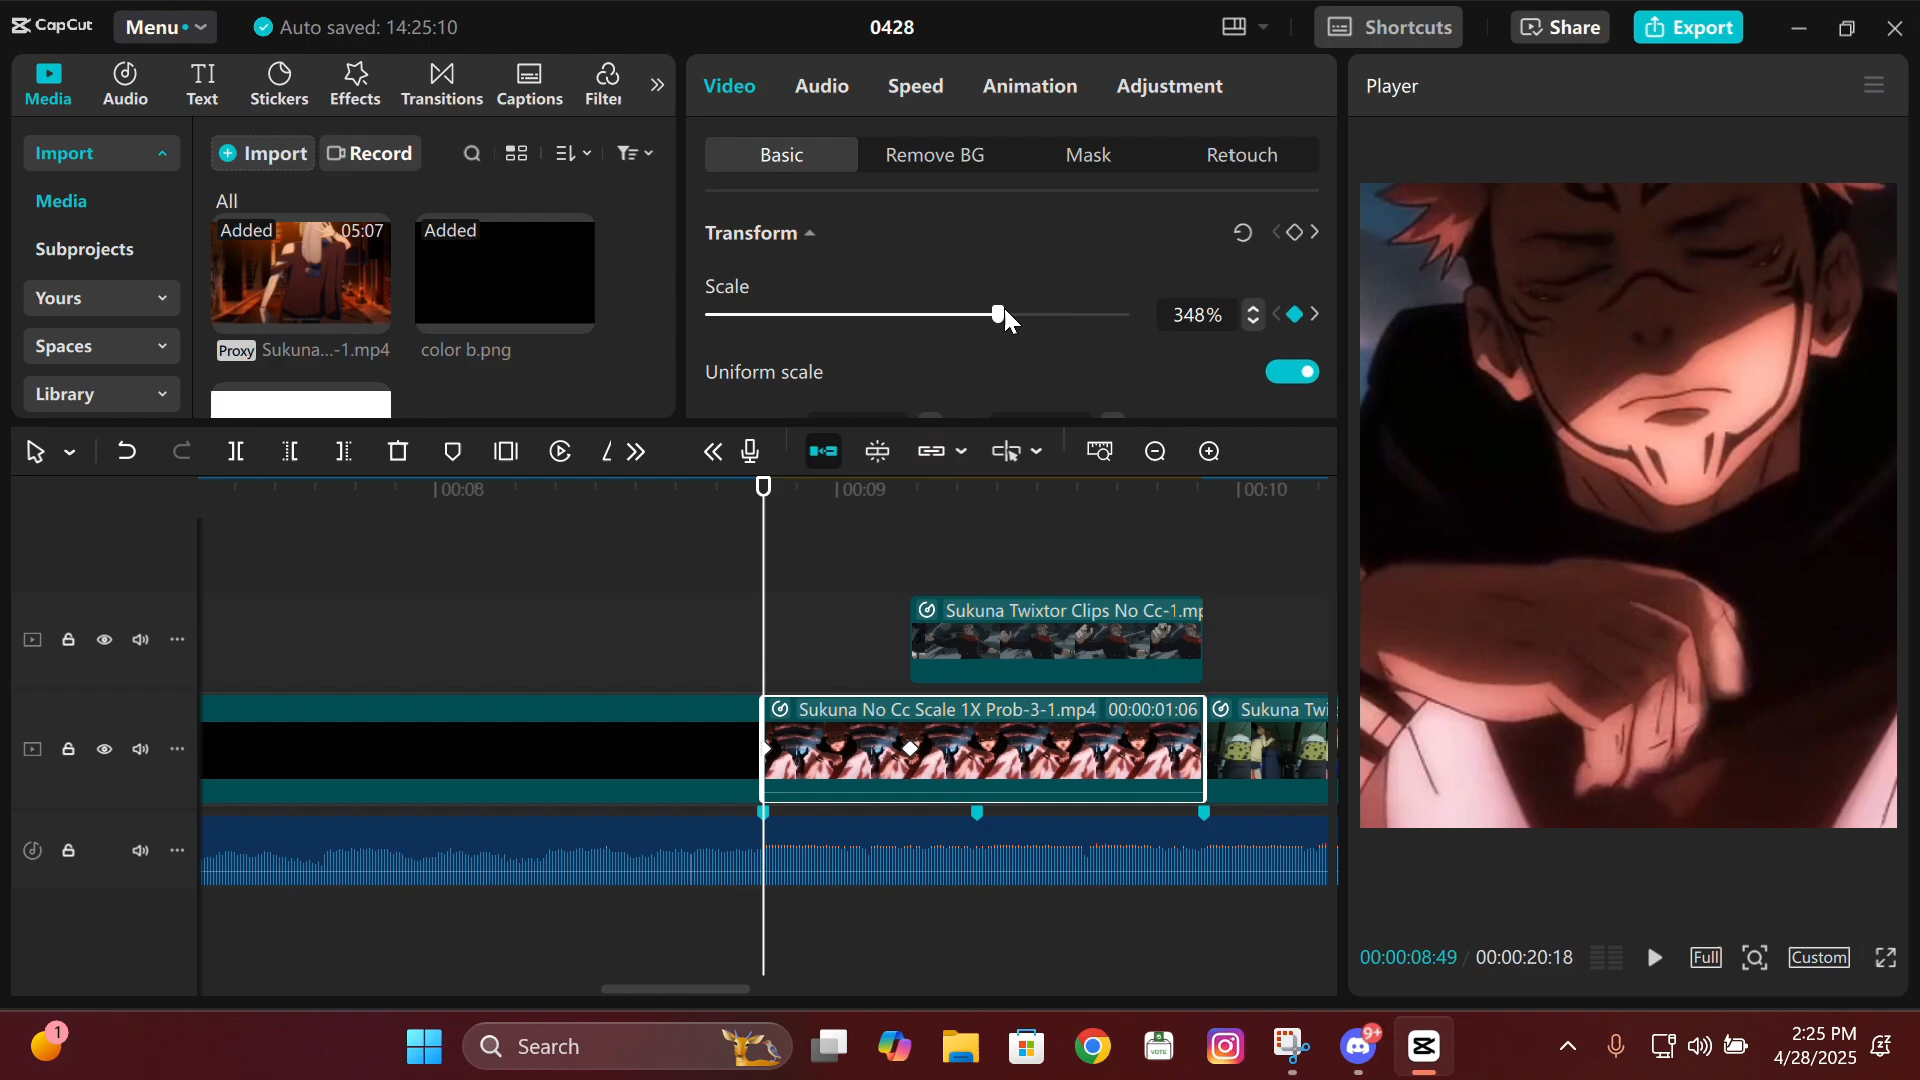 CapCut
Menu
Auto saved: 14:25:10
0428
Shortcuts
Share
Export
Media
Audio
Text
Stickers
Effects
Transitions
Captions
Filter
Video
Audio
Speed
Animation
Adjustment
Player
Import
Media
Subprojects
Yours
Spaces
Library
Import
Record
All
Added
05:07
Added
Proxy Sukuna...-1.mp4
color b.png
Basic
Remove BG
Mask
Retouch
Transform
Scale
348%
Uniform scale
00:08
00:09
00:10
Sukuna Twixtor Clips No Cc-1.mp
Sukuna No Cc Scale 1X Prob-3-1.mp4 00:00:01:06
Sukuna Twi
00:00:08:49 / 00:00:20:18
Full
Custom
1
Search
VOTE
9+
2:25 PM
4/28/2025